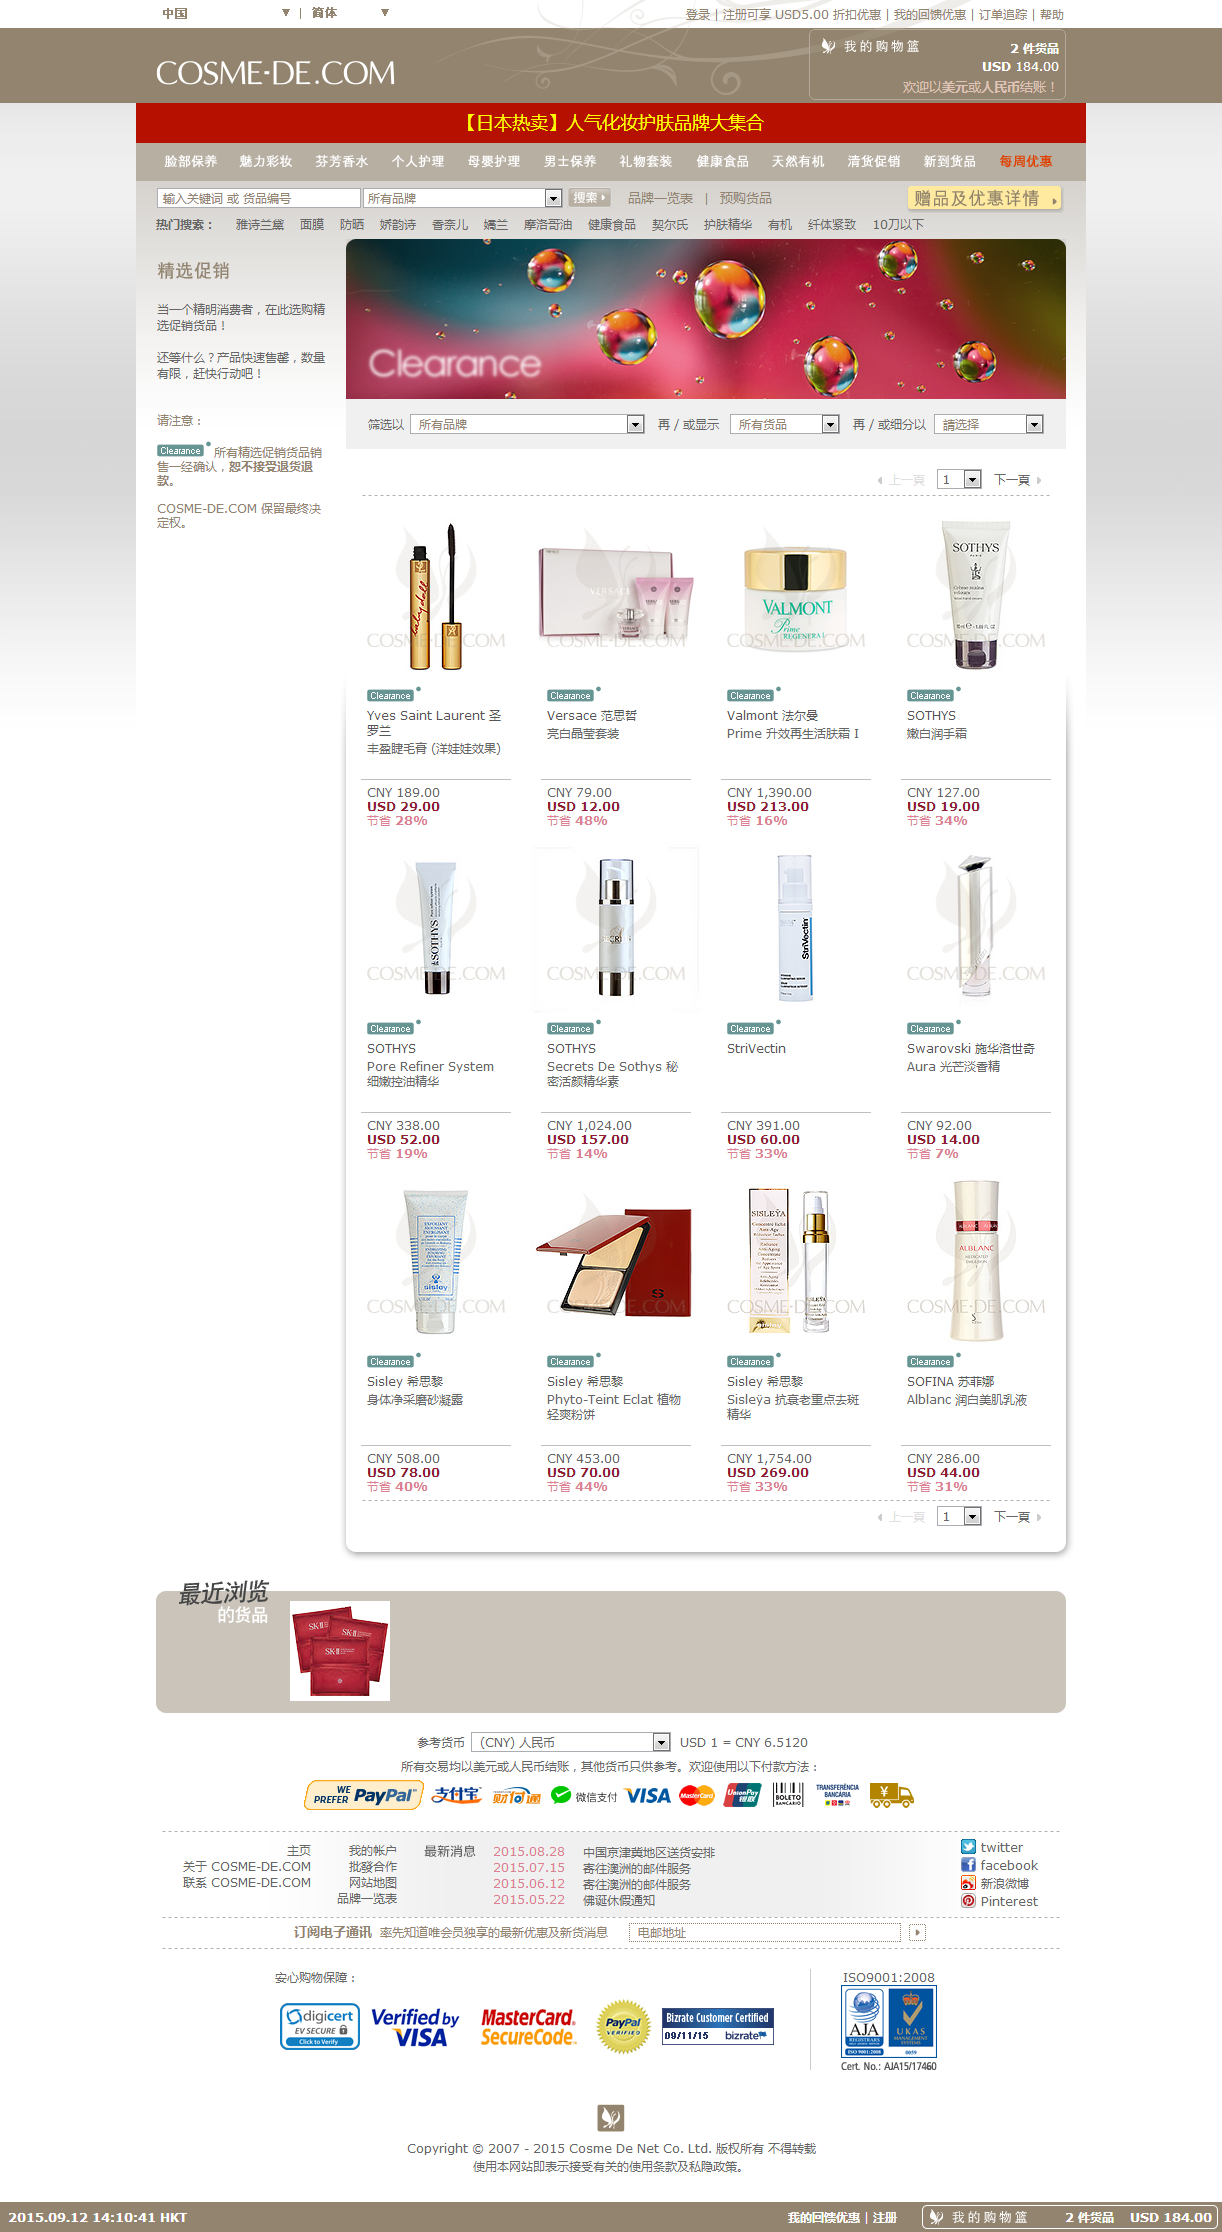 中国 ▼ | 简体 ▼
登录 | 注册可享 USD5.00 折扣优惠 | 我的回馈优惠 | 订单追踪 | 帮助
COSME-DE.COM
我的购物篮 2 件货品
USD 184.00
欢迎以美元或人民币结账！
【日本热卖】人气化妆护肤品牌大集合
脸部保养 魅力彩妆 芬芳香水 个人护理 母婴护理 男士保养 礼物套装 健康食品 天然有机 清货促销 新到货品 每周优惠
输入关键词 或 货品编号 所有品牌 搜索 品牌一览表 | 预购货品 赠品及优惠详情
热门搜索： 雅诗兰黛 面膜 防晒 娇韵诗 香奈儿 娇兰 摩洛哥油 健康食品 契尔氏 护肤精华 有机 纤体紧致 10刀以下
精选促销
当一个精明消费者，在此选购精
选促销货品！
还等什么？产品快速售罄，数量
有限，赶快行动吧！
请注意：
Clearance 所有精选促销货品销
售一经确认，恕不接受退货退
款。
COSME-DE.COM 保留最终决
定权。
Clearance
筛选以 所有品牌 再 / 或显示 所有货品 再 / 或细分以 請选择
上一頁 1 下一頁
Clearance Clearance Clearance Clearance
Yves Saint Laurent 圣
罗兰
丰盈睫毛膏 (洋娃娃效果)
Versace 范思哲
亮白晶莹套装
Valmont 法尔曼
Prime 升效再生活肤霜 I
SOTHYS
嫩白润手霜
CNY 189.00 CNY 79.00 CNY 1,390.00 CNY 127.00
USD 29.00 USD 12.00 USD 213.00 USD 19.00
节省 28% 节省 48% 节省 16% 节省 34%
Clearance Clearance Clearance Clearance
SOTHYS
Pore Refiner System
细嫩控油精华
SOTHYS
Secrets De Sothys 秘
密活颜精华素
StriVectin
Swarovski 施华洛世奇
Aura 光芒淡香精
CNY 338.00 CNY 1,024.00 CNY 391.00 CNY 92.00
USD 52.00 USD 157.00 USD 60.00 USD 14.00
节省 19% 节省 14% 节省 33% 节省 7%
Clearance Clearance Clearance Clearance
Sisley 希思黎
身体净采磨砂凝露
Sisley 希思黎
Phyto-Teint Eclat 植物
轻爽粉饼
Sisley 希思黎
Sisleÿa 抗衰老重点去斑
精华
SOFINA 苏菲娜
Alblanc 润白美肌乳液
CNY 508.00 CNY 453.00 CNY 1,754.00 CNY 286.00
USD 78.00 USD 70.00 USD 269.00 USD 44.00
节省 40% 节省 44% 节省 33% 节省 31%
上一頁 1 下一頁
最近浏览
的货品
参考货币 (CNY) 人民币 USD 1 = CNY 6.5120
所有交易均以美元或人民币结账，其他货币只供参考。欢迎使用以下付款方法：
WE PREFER PayPal 支付宝 财付通 微信支付 VISA MasterCard UnionPay 银联 BOLETO BANCÁRIO TRANSFERÊNCIA BANCÁRIA
主页 我的帐户 最新消息 2015.08.28 中国京津冀地区送货安排 twitter
关于 COSME-DE.COM 批發合作 2015.07.15 寄往澳洲的邮件服务 facebook
联系 COSME-DE.COM 网站地图 2015.06.12 寄往澳洲的邮件服务 新浪微博
品牌一览表 2015.05.22 佛诞休假通知 Pinterest
订阅电子通讯 率先知道唯会员独享的最新优惠及新货消息 电邮地址
安心购物保障：
ISO9001:2008
digicert EV SECURE Click to Verify
Verified by VISA
MasterCard SecureCode.
PayPal VERIFIED
Bizrate Customer Certified 09/11/15 bizrate
AJA REGISTRARS ISO 9001:2008
UKAS MANAGEMENT SYSTEMS 0059
Cert. No.: AJA15/17460
Copyright © 2007 - 2015 Cosme De Net Co. Ltd. 版权所有 不得转载
使用本网站即表示接受有关的使用条款及私隐政策。
2015.09.12 14:10:41 HKT 我的回馈优惠 | 注册 我的购物篮 2 件货品 USD 184.00